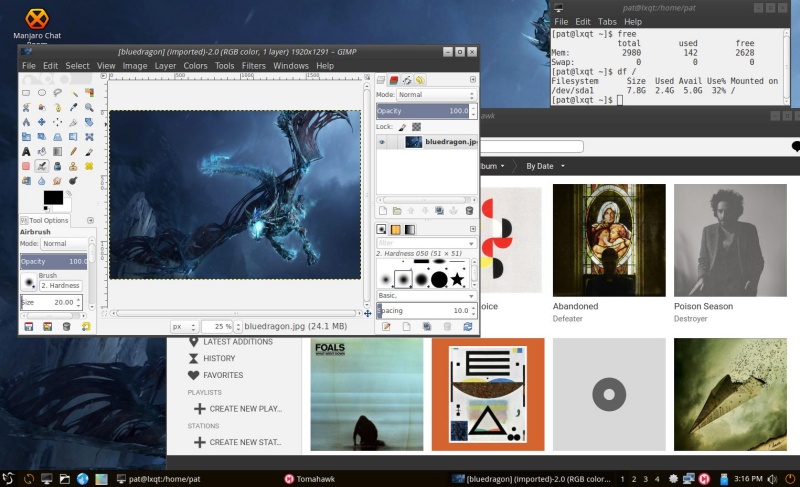 Manjaro Chat
[bluedragon] (imported)-2.0 (RGB color, 1 layer) 1920x1291 – GIMP
File Edit Select View Image Layer Colors Tools Filters Windows Help
500 1000 1500
Tool Options
Airbrush
Mode: Normal
Opacity 100.0
Brush
2. Hardness
Size 20.00
px 25 % bluedragon.jpg (24.1 MB)
Mode: Normal
Opacity 100.0
Lock:
bluedragon.jp
filter
2. Hardness 050 (51 × 51)
Basic,
Spacing 10.0
pat@lxqt:/home/pat
File Edit Tabs Help
[pat@lxqt ~]$ free
total used free
Mem: 2980 142 2628
Swap: 0 0 0
[pat@lxqt ~]$ df /
Filesystem Size Used Avail Use% Mounted on
/dev/sda1 7.8G 2.4G 5.0G 32% /
[pat@lxqt ~]$
awk
bum By Date
oice
Abandoned
Defeater
Poison Season
Destroyer
LATEST ADDITIONS
HISTORY
FAVORITES
PLAYLISTS
CREATE NEW PLAY...
STATIONS
CREATE NEW STAT...
FOALS
pat@lxqt:/home/pat
Tomahawk
[bluedragon] (imported)-2.0 (RGB color...
1 2 3 4
3:16 PM